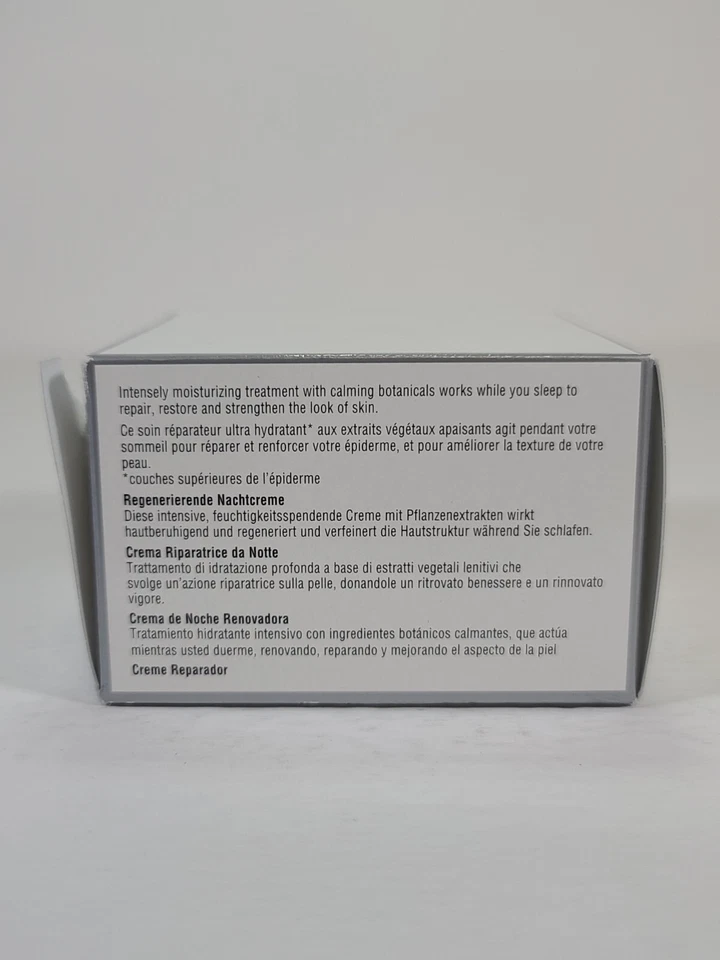 Intensely moisturizing treatment with calming botanicals works while you sleep to
repair, restore and strengthen the look of skin.
Ce soin réparateur ultra hydratant* aux extraits végétaux apaisants agit pendant votre
sommeil pour réparer et renforcer votre épiderme, et pour améliorer la texture de votre
peau.
*couches supérieures de l'épiderme
Regenerierende Nachtcreme
Diese intensive, feuchtigkeitsspendende Creme mit Pflanzenextrakten wirkt
hautberuhigend und regeneriert und verfeinert die Hautstruktur während Sie schlafen.
Crema Riparatrice da Notte
Trattamento di idratazione profonda a base di estratti vegetali lenitivi che
svolge un'azione riparatrice sulla pelle, donandole un ritrovato benessere e un rinnovato
vigore.
Crema de Noche Renovadora
Tratamiento hidratante intensivo con ingredientes botánicos calmantes, que actúa
mientras usted duerme, renovando, reparando y mejorando el aspecto de la piel
Creme Reparador